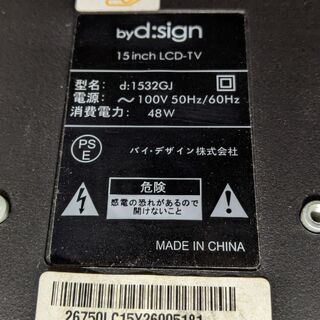 byd:sign
15 inch LCD-TV
型名： d:1532GJ
電源： 〜100V 50Hz/60Hz
消費電力： 48W
PS
E
バイ・デザイン株式会社
危険
感電の恐れがあるので
開けないこと
MADE IN CHINA
26750LC15Y26005181